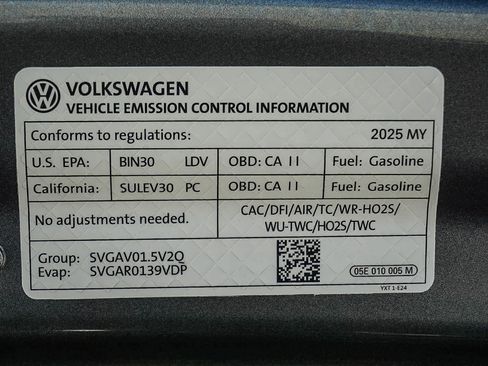 VOLKSWAGEN
VEHICLE EMISSION CONTROL INFORMATION
Conforms to regulations: 2025 MY
U.S. EPA: BIN30 LDV OBD: CA II Fuel: Gasoline
California: SULEV30 PC OBD: CA II Fuel: Gasoline
No adjustments needed.
CAC/DFI/AIR/TC/WR-HO2S/
WU-TWC/HO2S/TWC
Group: SVGAV01.5V2Q
Evap: SVGAR0139VDP
05E 010 005 M
YXT 1-E24